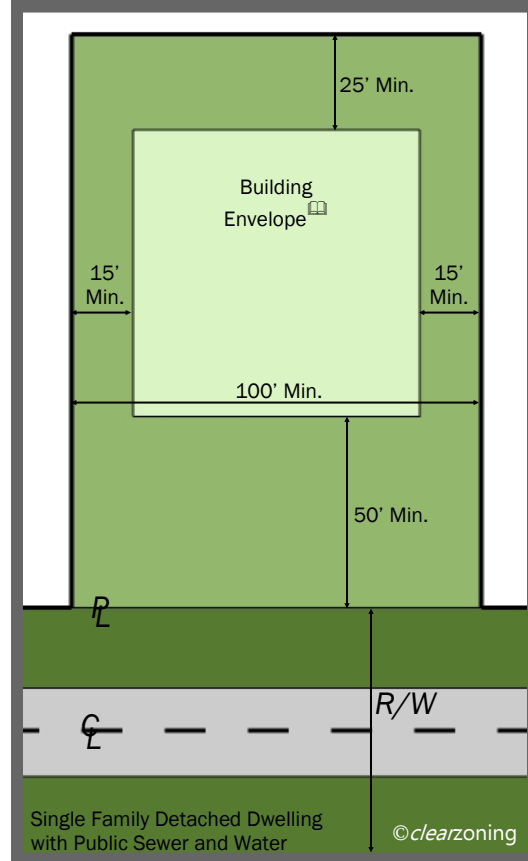 25’ Min.
Building
Envelope
15’
Min.
15’
Min.
100’ Min.
50’ Min.
PL
R/W
CL
Single Family Detached Dwelling
with Public Sewer and Water
©clearzoning